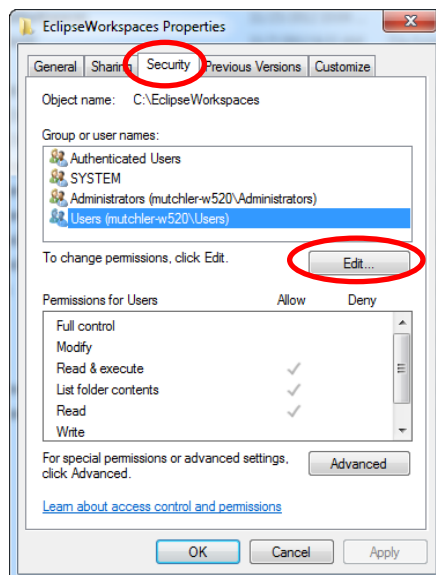 EclipseWorkspaces Properties
General Sharing Security Previous Versions Customize
Object name: C:\EclipseWorkspaces
Group or user names:
Authenticated Users
SYSTEM
Administrators (mutchler-w520\Administrators)
Users (mutchler-w520\Users)
To change permissions, click Edit.
Edit...
Permissions for Users Allow Deny
Full control
Modify
Read & execute
List folder contents
Read
Write
For special permissions or advanced settings,
click Advanced.
Advanced
Learn about access control and permissions
OK Cancel Apply